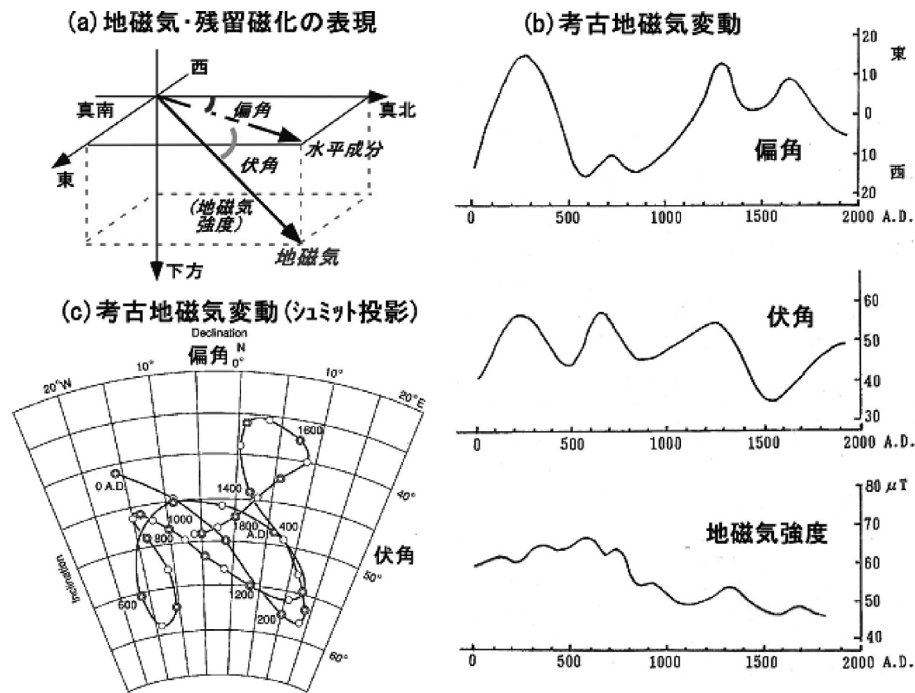 (a)地磁気・残留磁化の表現
西
真南
真北
偏角
水平成分
伏角
東
(地磁気
強度)
地磁気
下方
(b)考古地磁気変動
20
東
10
0
偏角
10
西
20
0
500
1000
1500
2000 A.D.
60
伏角
50
40
30
0
500
1000
1500
2000 A.D.
80 μT
地磁気強度
70
60
50
40
0
500
1000
1500
2000 A.D.
(c)考古地磁気変動(シュミット投影)
Declination
偏角
N
20°W
10°
0°
10°
20°E
1600
40°
0 A.D.
1400
1000
1800
A.D.
400
800
伏角
Inclination
50°
600
1200
200
60°